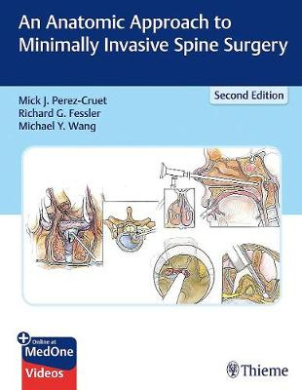 An Anatomic Approach to
Minimally Invasive Spine Surgery
Second Edition
Mick J. Perez-Cruet
Richard G. Fessler
Michael Y. Wang
+ Online at
MedOne
Videos
Thieme